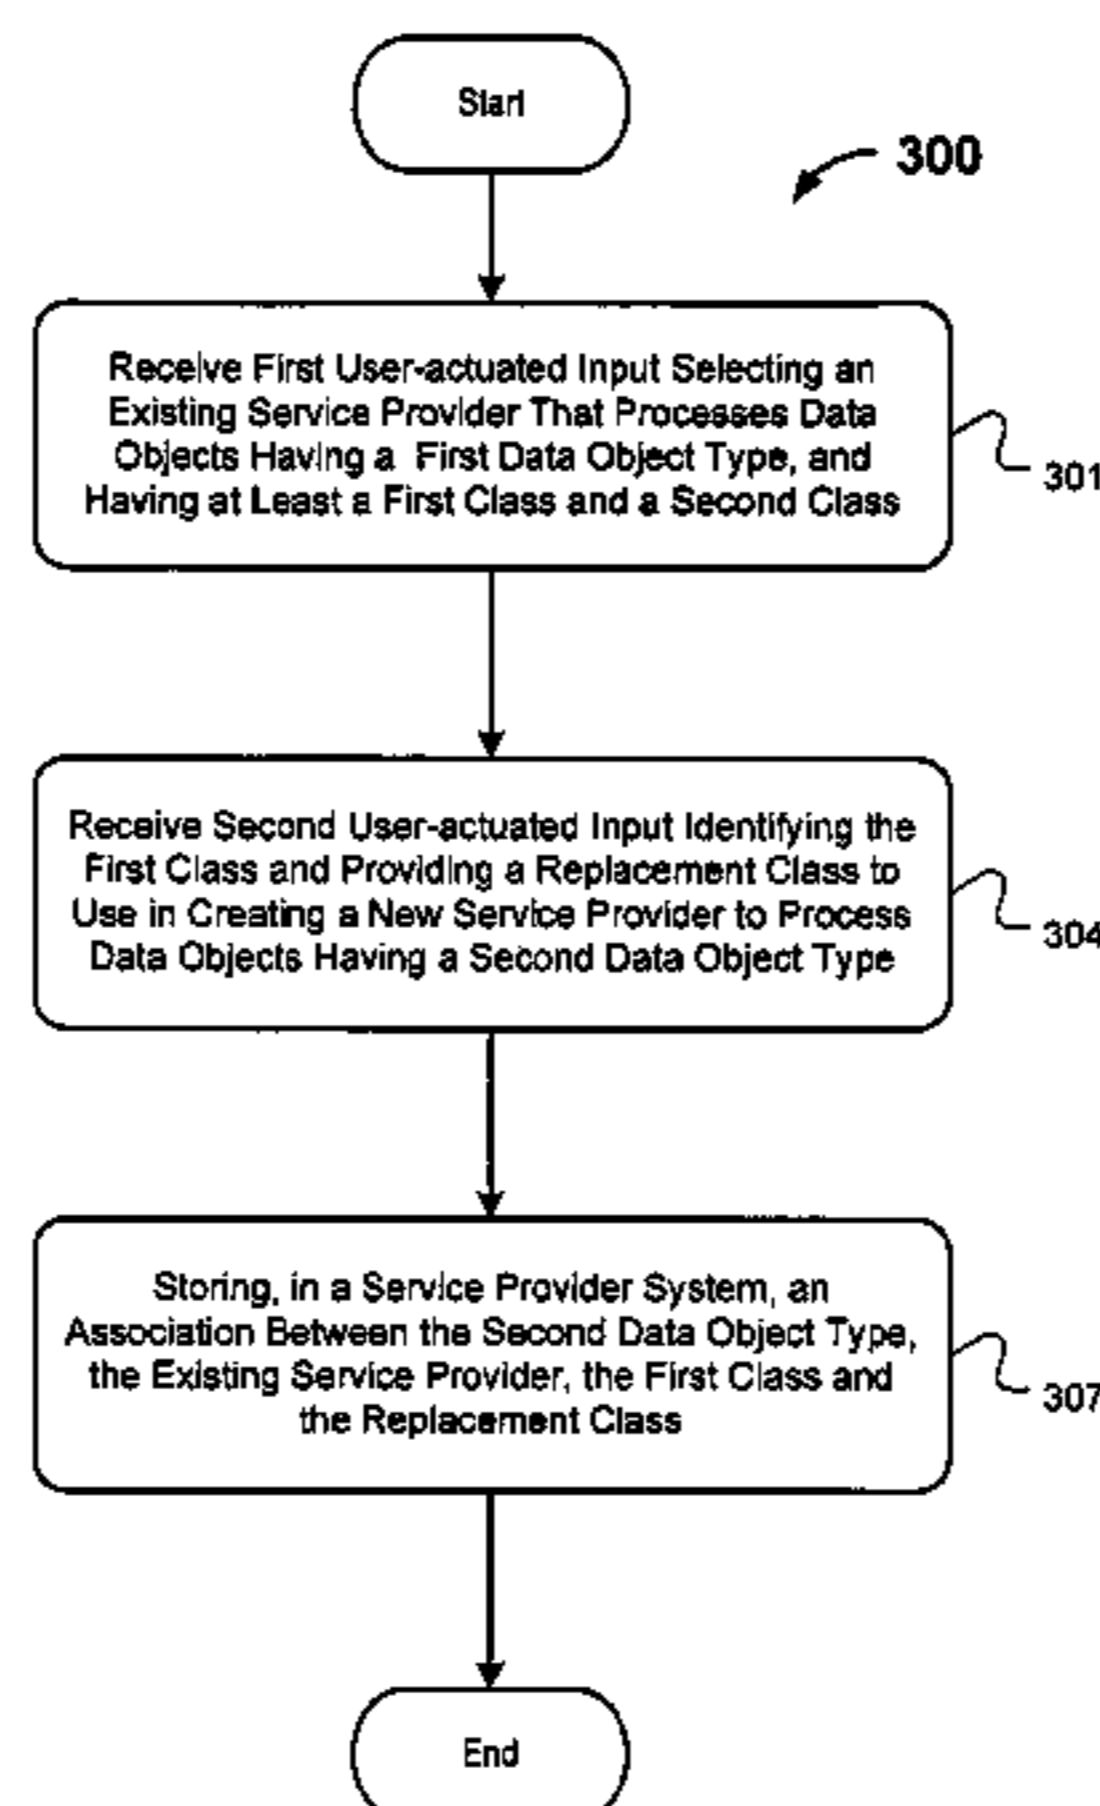 Start
300
Receive First User-actuated Input Selecting an
Existing Service Provider That Processes Data
Objects Having a First Data Object Type, and
Having at Least a First Class and a Second Class
301
Receive Second User-actuated Input Identifying the
First Class and Providing a Replacement Class to
Use in Creating a New Service Provider to Process
Data Objects Having a Second Data Object Type
304
Storing, in a Service Provider System, an
Association Between the Second Data Object Type,
the Existing Service Provider, the First Class and
the Replacement Class
307
End